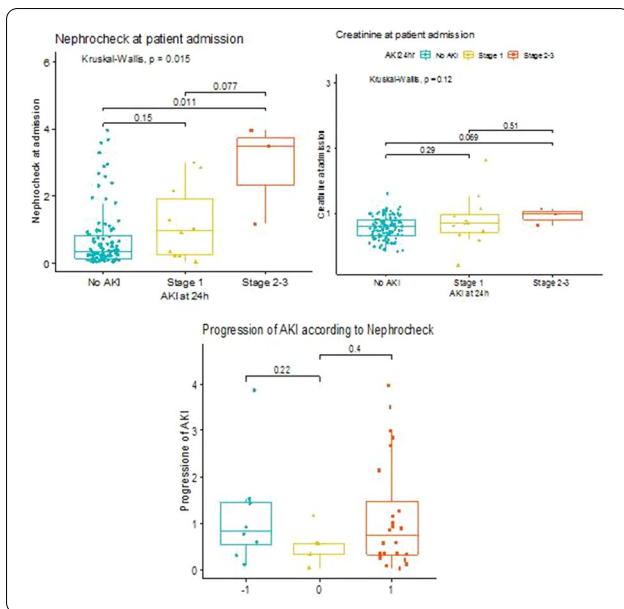 Nephrocheck at patient admission
Kruskal-Wallis, p = 0.015
0.077
0.011
0.15
Nephrocheck at admission
6
4
2
0
No AKI Stage 1 Stage 2-3
AKI at 24h
Creatinine at patient admission
AKI24hr No AKI Stage 1 Stage 2-3
Kruskal-Wallis, p = 0.12
0.51
0.069
0.29
Creatinine at admission
3
2
1
No AKI Stage 1 Stage 2-3
AKI at 24h
Progression of AKI according to Nephrocheck
0.4
0.22
Progressione of AKI
4
3
2
1
0
-1 0 1